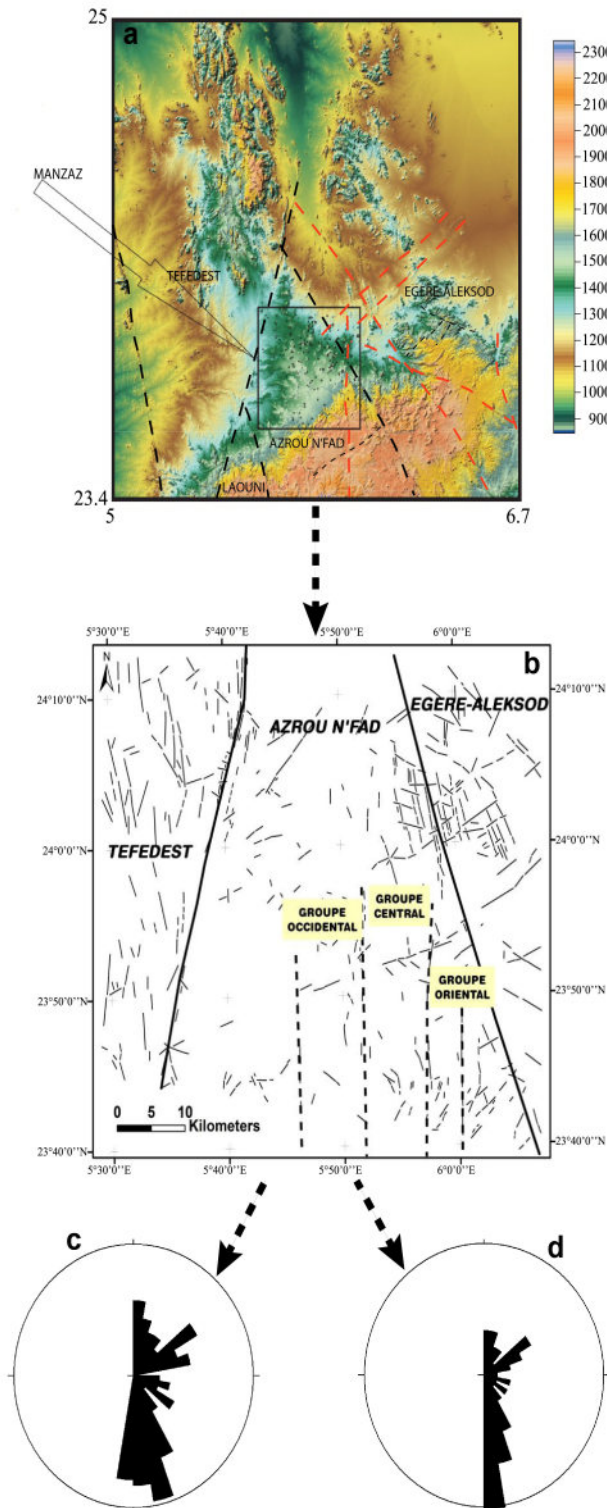 25
a
2300
2200
2100
2000
1900
1800
1700
1600
1500
1400
1300
1200
1100
1000
900
MANZAZ
TEFEDEST
EGERE-ALEKSOD
AZROU N'FAD
LAOUNI
23.4
5
6.7
5°30'0"E
5°40'0"E
5°50'0"E
6°0'0"E
N
b
24°10'0"N
24°10'0"N
AZROU N'FAD
EGERE-ALEKSOD
24°0'0"N
24°0'0"N
TEFEDEST
GROUPE
OCCIDENTAL
GROUPE
CENTRAL
GROUPE
ORIENTAL
23°50'0"N
23°50'0"N
0 5 10
Kilometers
23°40'0"N
23°40'0"N
5°30'0"E
5°40'0"E
5°50'0"E
6°0'0"E
c
d